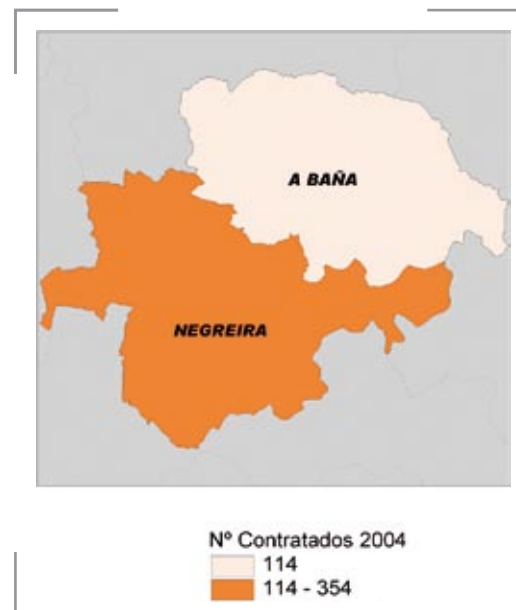 A BAÑA
NEGREIRA
Nº Contratados 2004
114
114 - 354